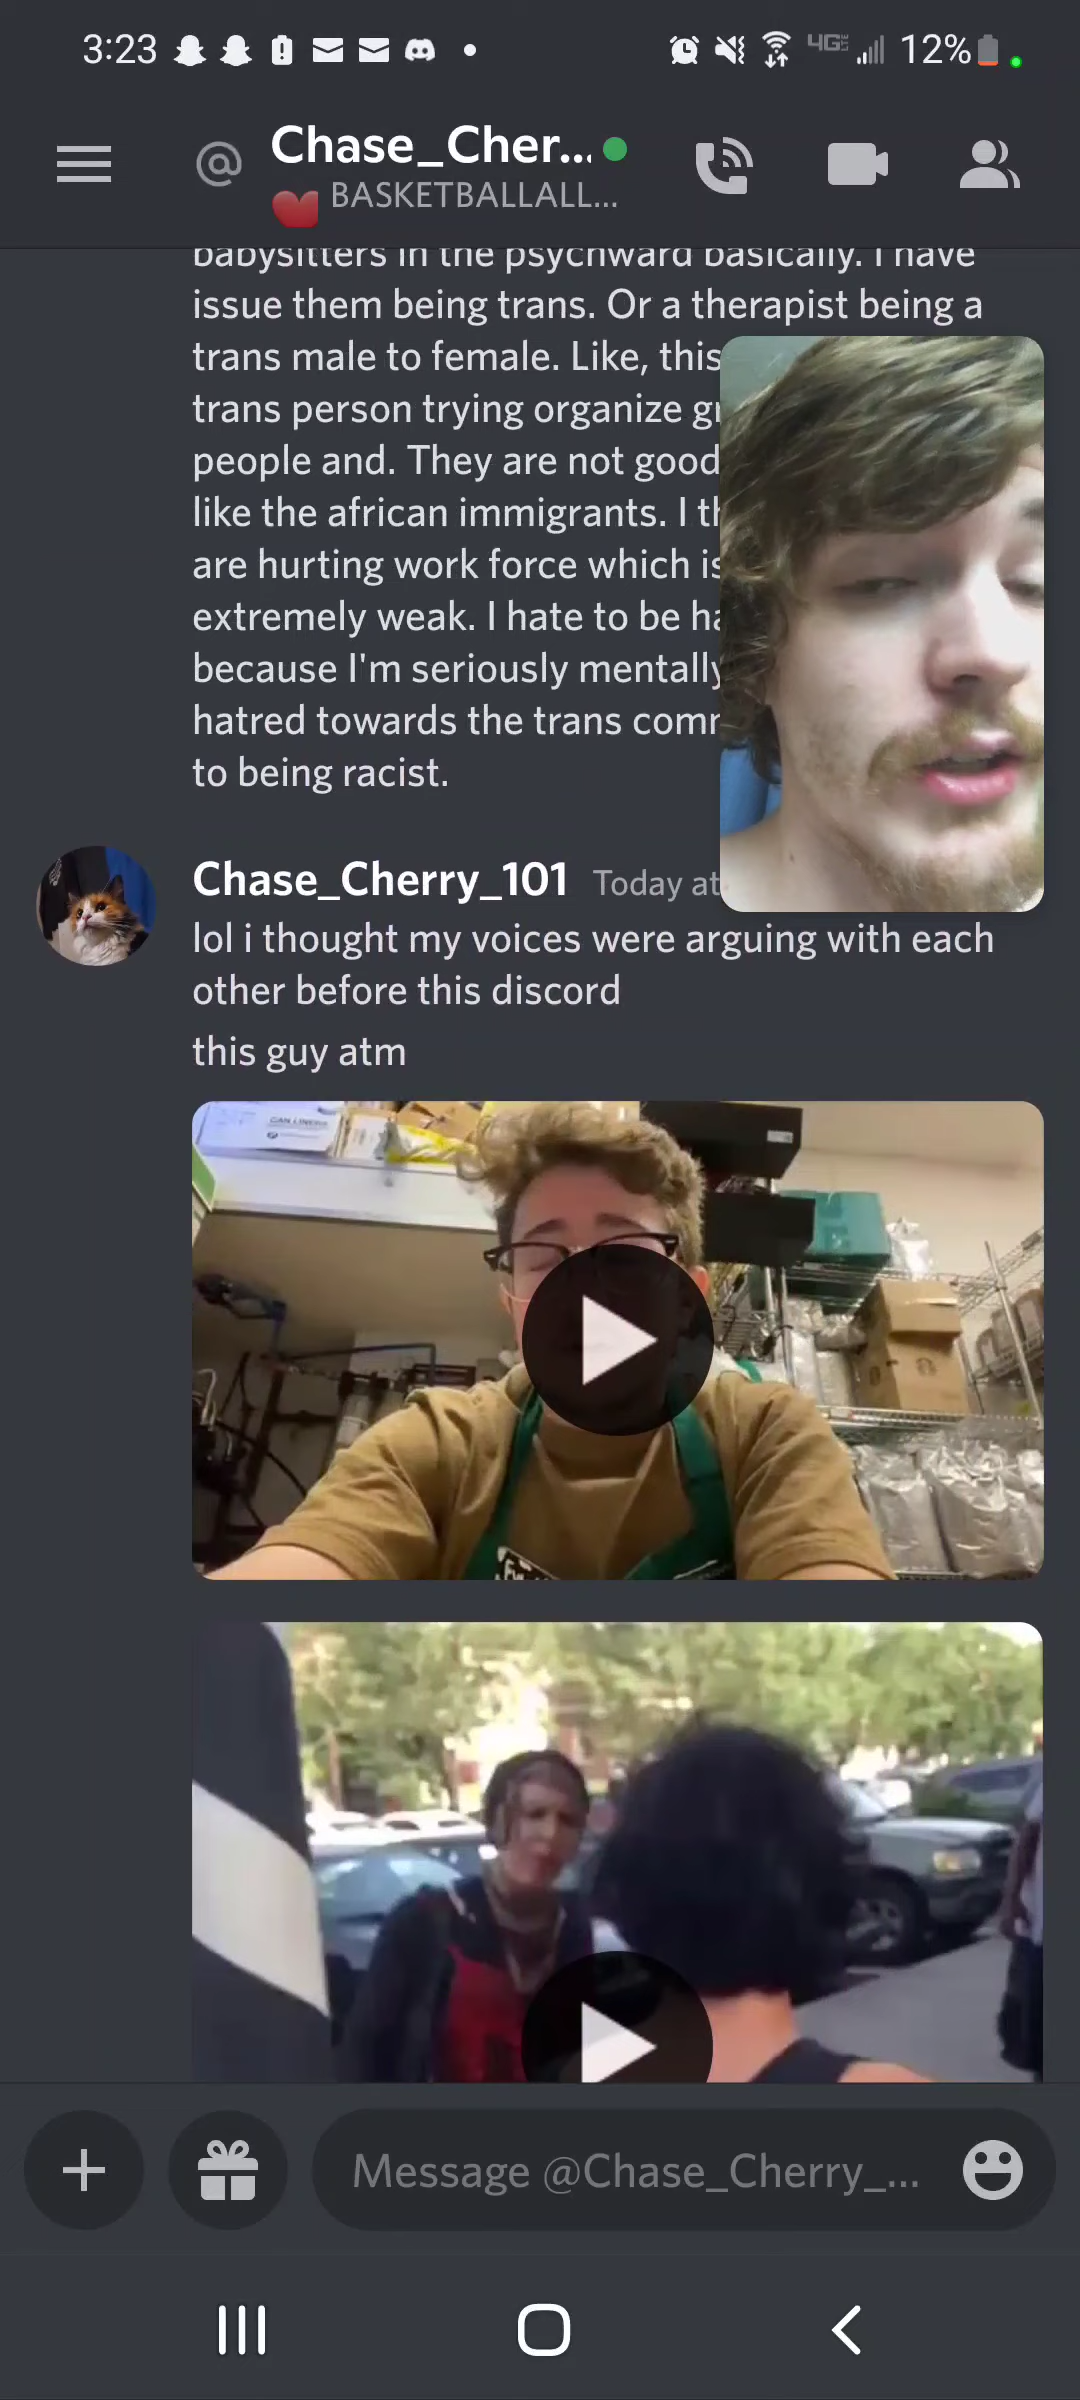 3:23
4GE 12%
@ Chase_Cher...
BASKETBALLALL...
babysitters in the psychward basically. I have
issue them being trans. Or a therapist being a
trans male to female. Like, this
trans person trying organize
people and. They are not good
like the african immigrants. I
are hurting work force which
extremely weak. I hate to be
because I'm seriously mentally
hatred towards the trans
to being racist.
Chase_Cherry_101 Today at
lol i thought my voices were arguing with each
other before this discord
this guy atm
CAN LINERS
Message @Chase_Cherry_...